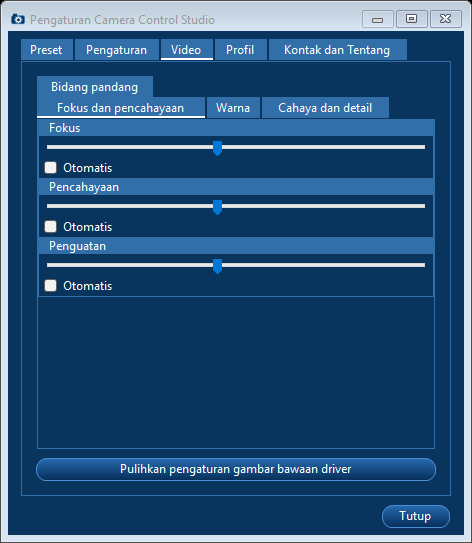 Pengaturan Camera Control Studio
Preset Pengaturan Video Profil Kontak dan Tentang
Bidang pandang
Fokus dan pencahayaan Warna Cahaya dan detail
Fokus
Otomatis
Pencahayaan
Otomatis
Penguatan
Otomatis
Pulihkan pengaturan gambar bawaan driver
Tutup